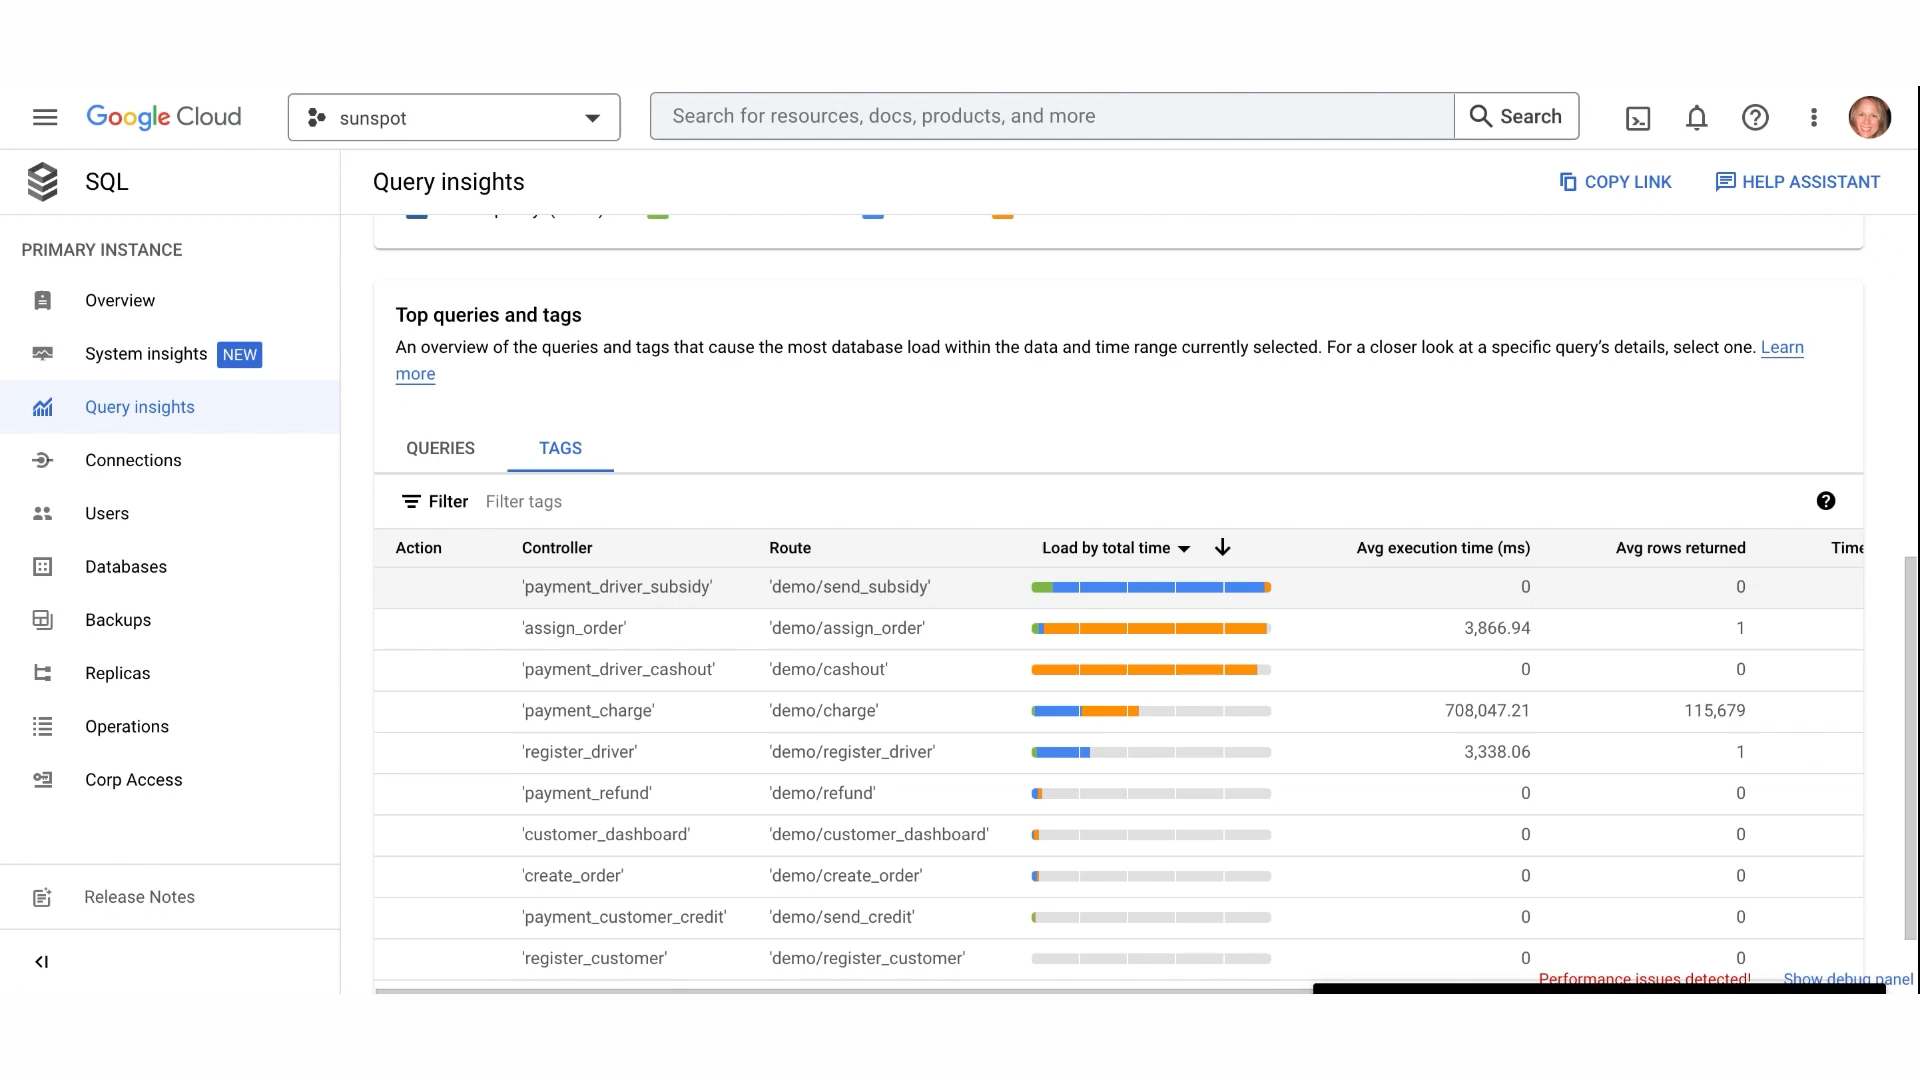 Google Cloud
sunspot
Search for resources, docs, products, and more
Search
SQL
Query insights
COPY LINK
HELP ASSISTANT
PRIMARY INSTANCE
Overview
System insights NEW
Query insights
Connections
Users
Databases
Backups
Replicas
Operations
Corp Access
Release Notes
Top queries and tags
An overview of the queries and tags that cause the most database load within the data and time range currently selected. For a closer look at a specific query’s details, select one. Learn
more
QUERIES TAGS
Filter Filter tags
Action Controller Route Load by total time Avg execution time (ms) Avg rows returned Time
'payment_driver_subsidy' 'demo/send_subsidy' 0 0
'assign_order' 'demo/assign_order' 3,866.94 1
'payment_driver_cashout' 'demo/cashout' 0 0
'payment_charge' 'demo/charge' 708,047.21 115,679
'register_driver' 'demo/register_driver' 3,338.06 1
'payment_refund' 'demo/refund' 0 0
'customer_dashboard' 'demo/customer_dashboard' 0 0
'create_order' 'demo/create_order' 0 0
'payment_customer_credit' 'demo/send_credit' 0 0
'register_customer' 'demo/register_customer' 0 0
Performance issues detected! Show debug panel